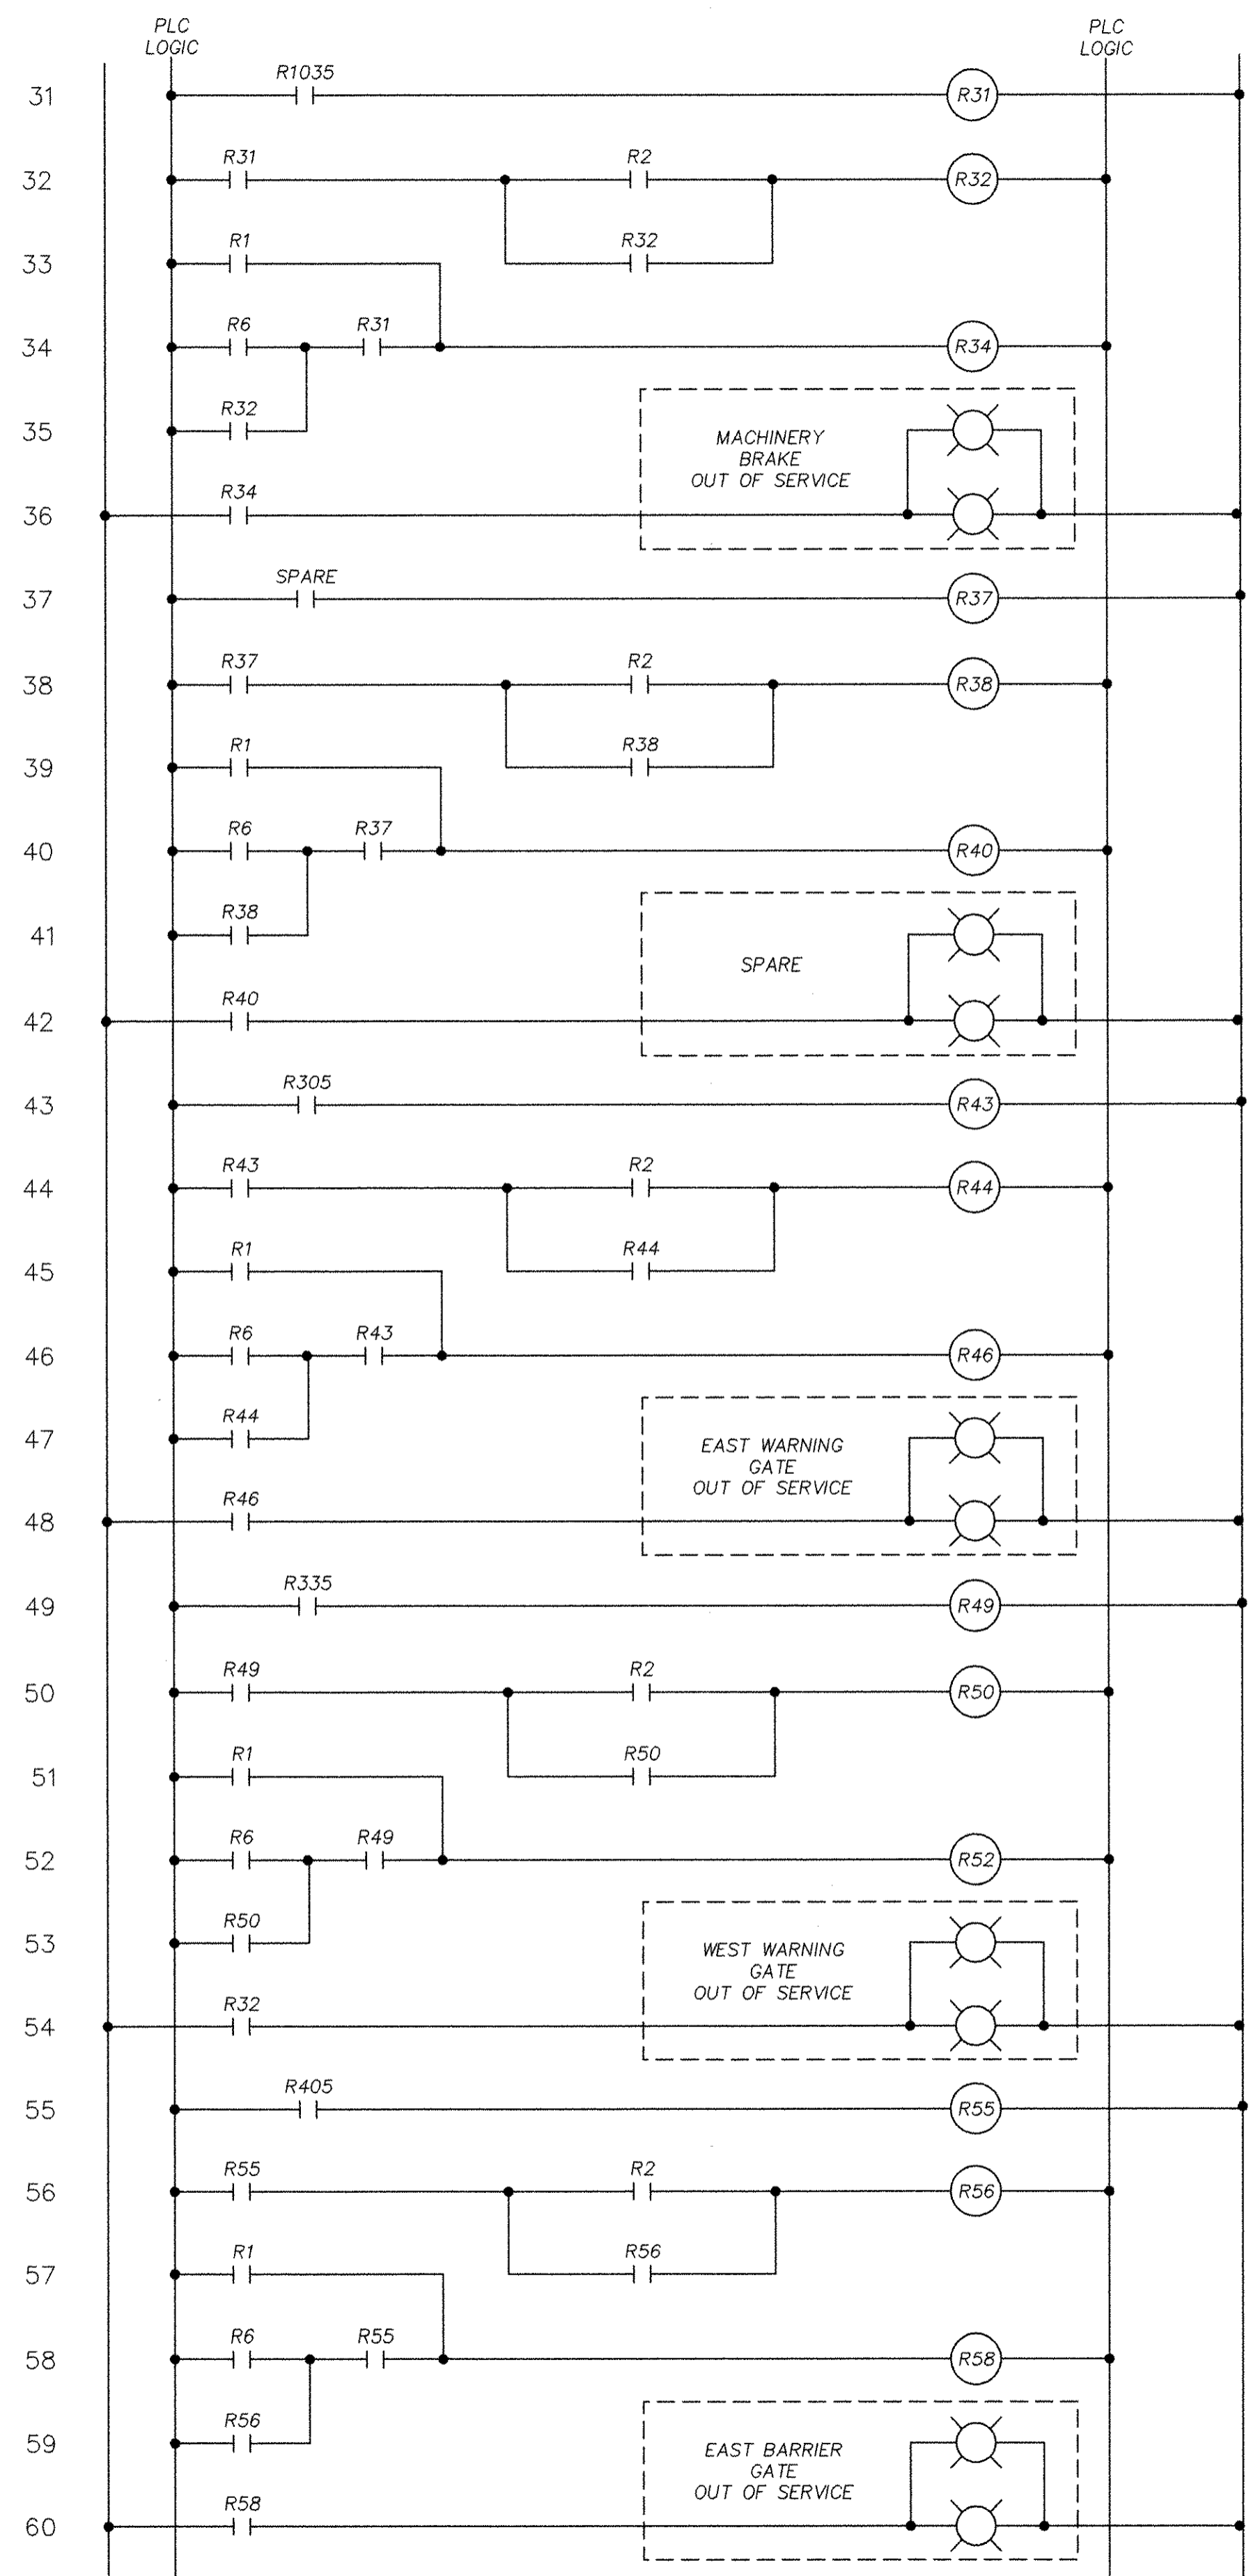 PLC
LOGIC
PLC
LOGIC
R1035
31
R31
R31
R2
32
R32
R1
R32
33
R6
R31
34
R34
R32
35
MACHINERY
BRAKE
OUT OF SERVICE
R34
36
SPARE
37
R37
R37
R2
38
R38
R1
R38
39
R6
R37
40
R40
R38
41
SPARE
R40
42
R305
43
R43
R43
R2
44
R44
R1
R44
45
R6
R43
46
R46
R44
47
EAST WARNING
GATE
OUT OF SERVICE
R46
48
R335
49
R49
R49
R2
50
R50
R1
R50
51
R6
R49
52
R52
R50
53
WEST WARNING
GATE
OUT OF SERVICE
R32
54
R405
55
R55
R55
R2
56
R56
R1
R56
57
R6
R55
58
R58
R56
59
EAST BARRIER
GATE
OUT OF SERVICE
R58
60